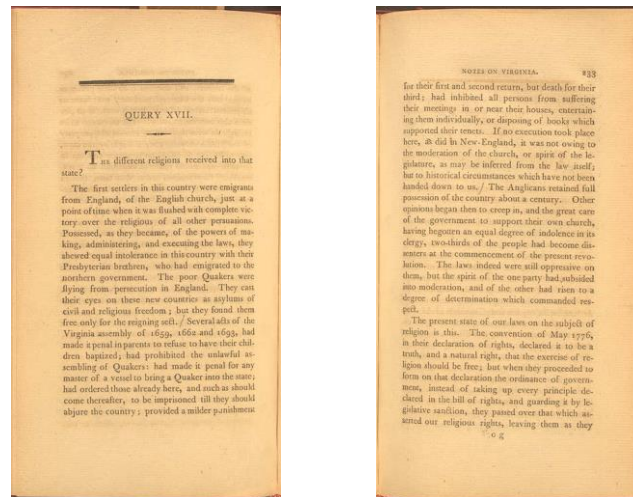 QUERY XVII.
THE different religions received into that
state?
The first settlers in this country were emigrants
from England, of the English church, just at a
point of time when it was flushed with complete vic-
tory over the religious of all other persuasions.
Possessed, as they became, of the powers of ma-
king, administering, and executing the laws, they
shewed equal intolerance in this country with their
Presbyterian brethren, who had emigrated to the
northern government. The poor Quakers were
flying from persecution in England. They cast
their eyes on these new countries as asylums of
civil and religious freedom; but they found them
free only for the reigning sect. / Several acts of the
Virginia assembly of 1659, 1662 and 1693, had
made it penal in parents to refuse to have their chil-
dren baptized; had prohibited the unlawful as-
sembling of Quakers: had made it penal for any
master of a vessel to bring a Quaker into the state;
had ordered those already here, and such as should
come thereafter, to be imprisoned till they should
abjure the country; provided a milder punishment
NOTES ON VIRGINIA. 233
for their first and second return, but death for their
third; had inhibited all persons from suffering
their meetings in or near their houses, entertain-
ing them individually, or disposing of books which
supported their tenets. If no execution took place
here, as did in New-England, it was not owing to
the moderation of the church, or spirit of the le-
gislature, as may be inferred from the law itself;
but to historical circumstances which have not been
handed down to us. / The Anglicans retained full
possession of the country about a century. Other
opinions began then to creep in, and the great care
of the government to support their own church,
having begotten an equal degree of indolence in its
clergy, two-thirds of the people had become dis-
senters at the commencement of the present revo-
lution. The laws indeed were still oppressive on
them, but the spirit of the one party had subsided
into moderation, and of the other had risen to a
degree of determination which commanded res-
pect.
The present state of our laws on the subject of
religion is this. The convention of May 1776,
in their declaration of rights, declared it to be a
truth, and a natural right, that the exercise of re-
ligion should be free; but when they proceeded to
form on that declaration the ordinance of govern-
ment, instead of taking up every principle de-
clared in the bill of rights, and guarding it by le-
gislative sanction, they passed over that which as-
serted our religious rights, leaving them as they
G g